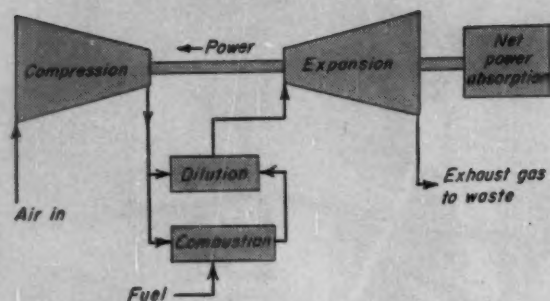 Compression
Power
Expansion
Net
power
absorption
Air in
Dilution
Exhaust gas
to waste
Combustion
Fuel